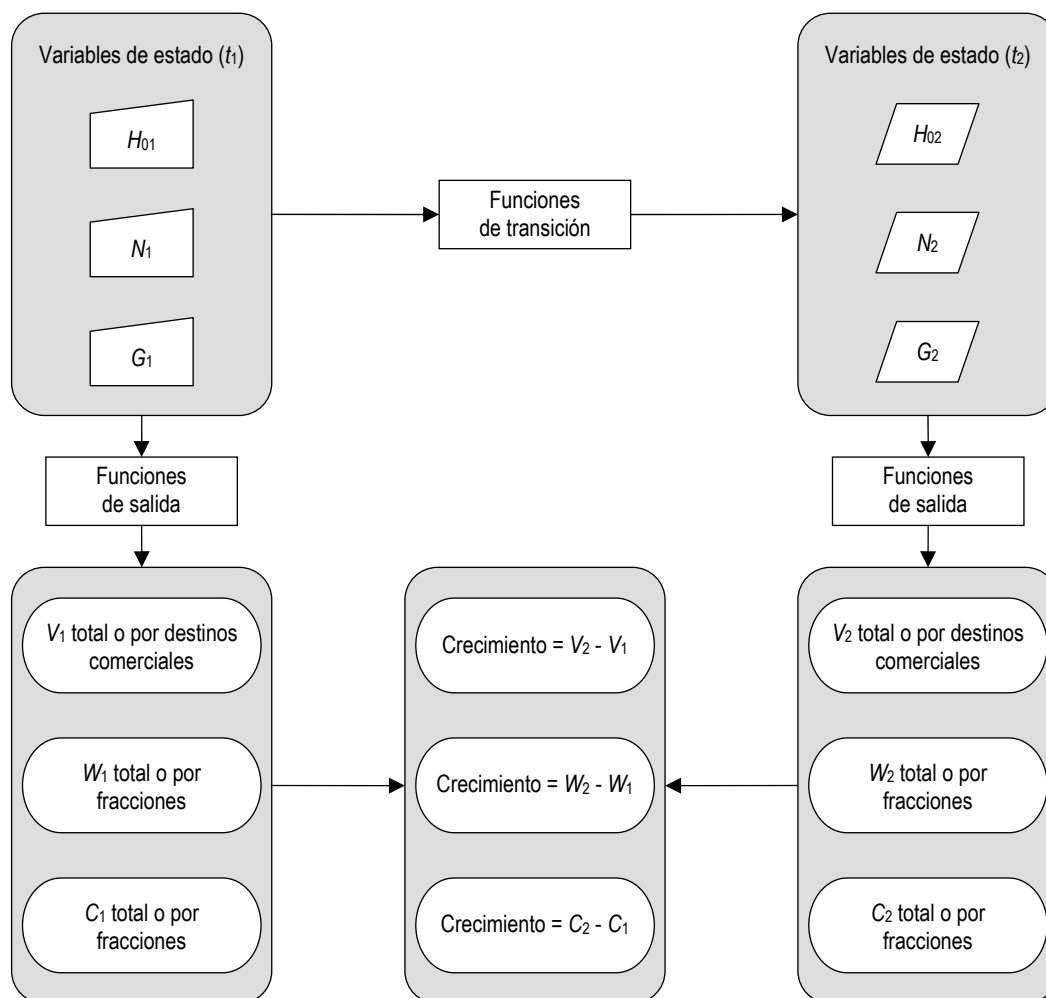 Variables de estado (t1)
H01
N1
G1
Funciones
de transición
Variables de estado (t2)
H02
N2
G2
Funciones
de salida
Funciones
de salida
V1 total o por destinos
comerciales
W1 total o por
fracciones
C1 total o por
fracciones
Crecimiento = V2 - V1
Crecimiento = W2 - W1
Crecimiento = C2 - C1
V2 total o por destinos
comerciales
W2 total o por
fracciones
C2 total o por
fracciones